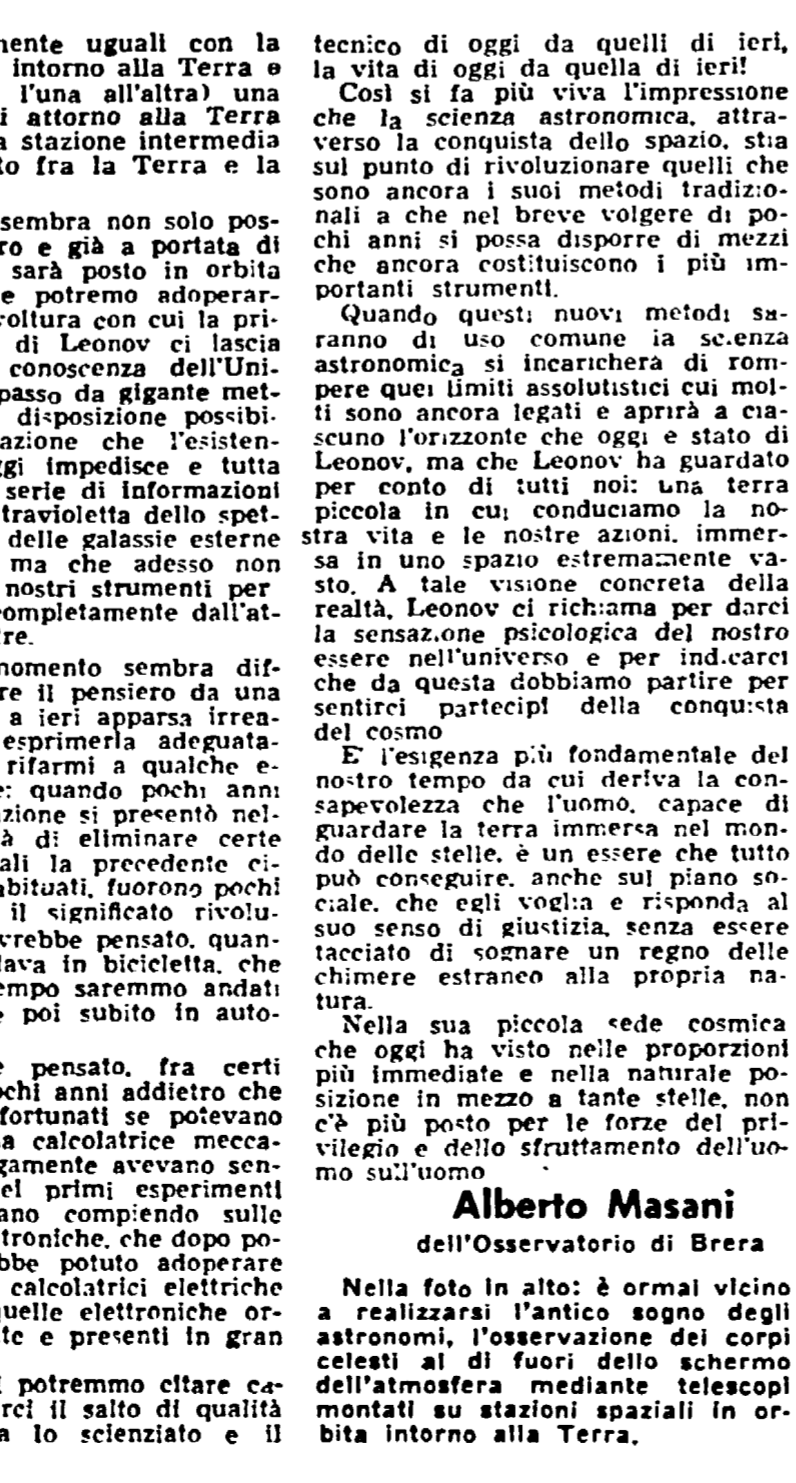 mente uguali con la
intorno alla Terra e
l'una all'altra) una
i attorno alla Terra
a stazione intermedia
to fra la Terra e la
sembra non solo pos-
ro e già a portata di
sarà posto in orbita
e potremo adoperar-
oltura con cui la pri-
di Leonov ci lascia
conoscenza dell'Uni-
passo da gigante met-
disposizione possibi-
azione che l'esisten-
ggi impedisce e tutta
serie di informazioni
travioletta dello spet-
delle galassie esterne
ma che adesso non
nostri strumenti per
completamente dall'at-
re.
momento sembra dif-
re il pensiero da una
a ieri apparsa irrea-
esprimerla adeguata-
rifarmi a qualche e-
e: quando pochi anni
azione si presentò nel-
à di eliminare certe
ali la precedente ci-
abituati, fuorono pochi
il significato rivolu-
vrebbe pensato, quan-
dava in bicicletta, che
empo saremmo andati
e poi subito in auto-
e pensato, fra certi
ochi anni addietro che
fortunati se potevano
a calcolatrice mecca-
gamente avevano sen-
ei primi esperimenti
ano compiendo sulle
troniche, che dopo po-
bbe potuto adoperare
calcolatrici elettriche
quelle elettroniche or-
te e presenti in gran
i potremmo citare ca-
rci il salto di qualità
a lo scienziato e il
tecnico di oggi da quelli di ieri,
la vita di oggi da quella di ieri!
Così si fa più viva l'impressione
che la scienza astronomica, attra-
verso la conquista dello spazio, stia
sul punto di rivoluzionare quelli che
sono ancora i suoi metodi tradizio-
nali a che nel breve volgere di po-
chi anni si possa disporre di mezzi
che ancora costituiscono i più im-
portanti strumenti.
Quando questi nuovi metodi sa-
ranno di uso comune la scienza
astronomica si incaricherà di rom-
pere quei limiti assolutistici cui mol-
ti sono ancora legati e aprirà a cia-
scuno l'orizzonte che oggi e stato di
Leonov, ma che Leonov ha guardato
per conto di tutti noi: una terra
piccola in cui conduciamo la no-
stra vita e le nostre azioni, immer-
sa in uno spazio estremamente va-
sto. A tale visione concreta della
realtà, Leonov ci richiama per darci
la sensazione psicologica del nostro
essere nell'universo e per indicarci
che da questa dobbiamo partire per
sentirci partecipi della conquista
del cosmo
E' l'esigenza più fondamentale del
nostro tempo da cui deriva la con-
sapevolezza che l'uomo, capace di
guardare la terra immersa nel mon-
do delle stelle, è un essere che tutto
può conseguire, anche sul piano so-
ciale, che egli voglia e risponda al
suo senso di giustizia, senza essere
tacciato di sognare un regno delle
chimere estraneo alla propria na-
tura.
Nella sua piccola sede cosmica
che oggi ha visto nelle proporzioni
più immediate e nella naturale po-
sizione in mezzo a tante stelle, non
c'è più posto per le forze del pri-
vilegio e dello sfruttamento dell'uo-
mo sull'uomo
Alberto Masani
dell'Osservatorio di Brera
Nella foto in alto: è ormai vicino
a realizzarsi l'antico sogno degli
astronomi, l'osservazione dei corpi
celesti al di fuori dello schermo
dell'atmosfera mediante telescopi
montati su stazioni spaziali in or-
bita intorno alla Terra.